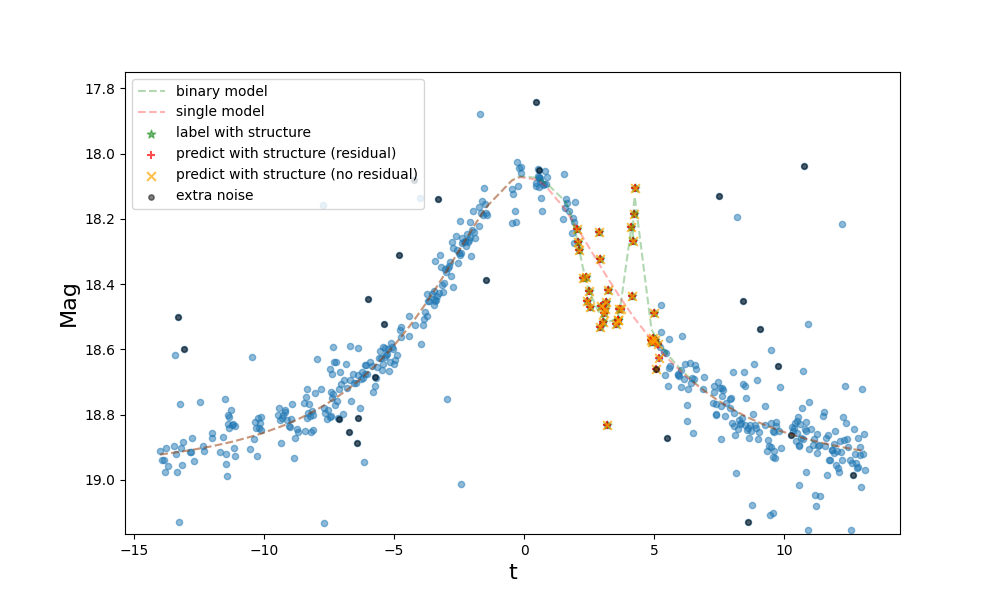 binary model
single model
label with structure
predict with structure (residual)
predict with structure (no residual)
extra noise
17.8
18.0
18.2
18.4
18.6
18.8
19.0
Mag
−15
−10
−5
0
5
10
t